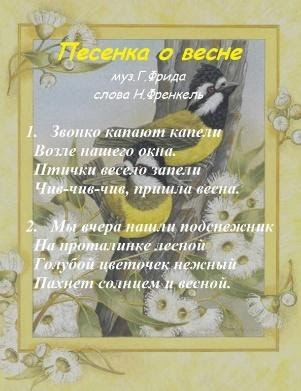 Песенка о весне
муз.Г.Фрида
слова Н.Френкель
1. Звонко капают капели
Возле нашего окна.
Птички весело запели
Чив-чив-чив, пришла весна.
2. Мы вчера нашли подснежник
На проталинке лесной
Голубой цветочек нежный
Пахнет солнцем и весной.